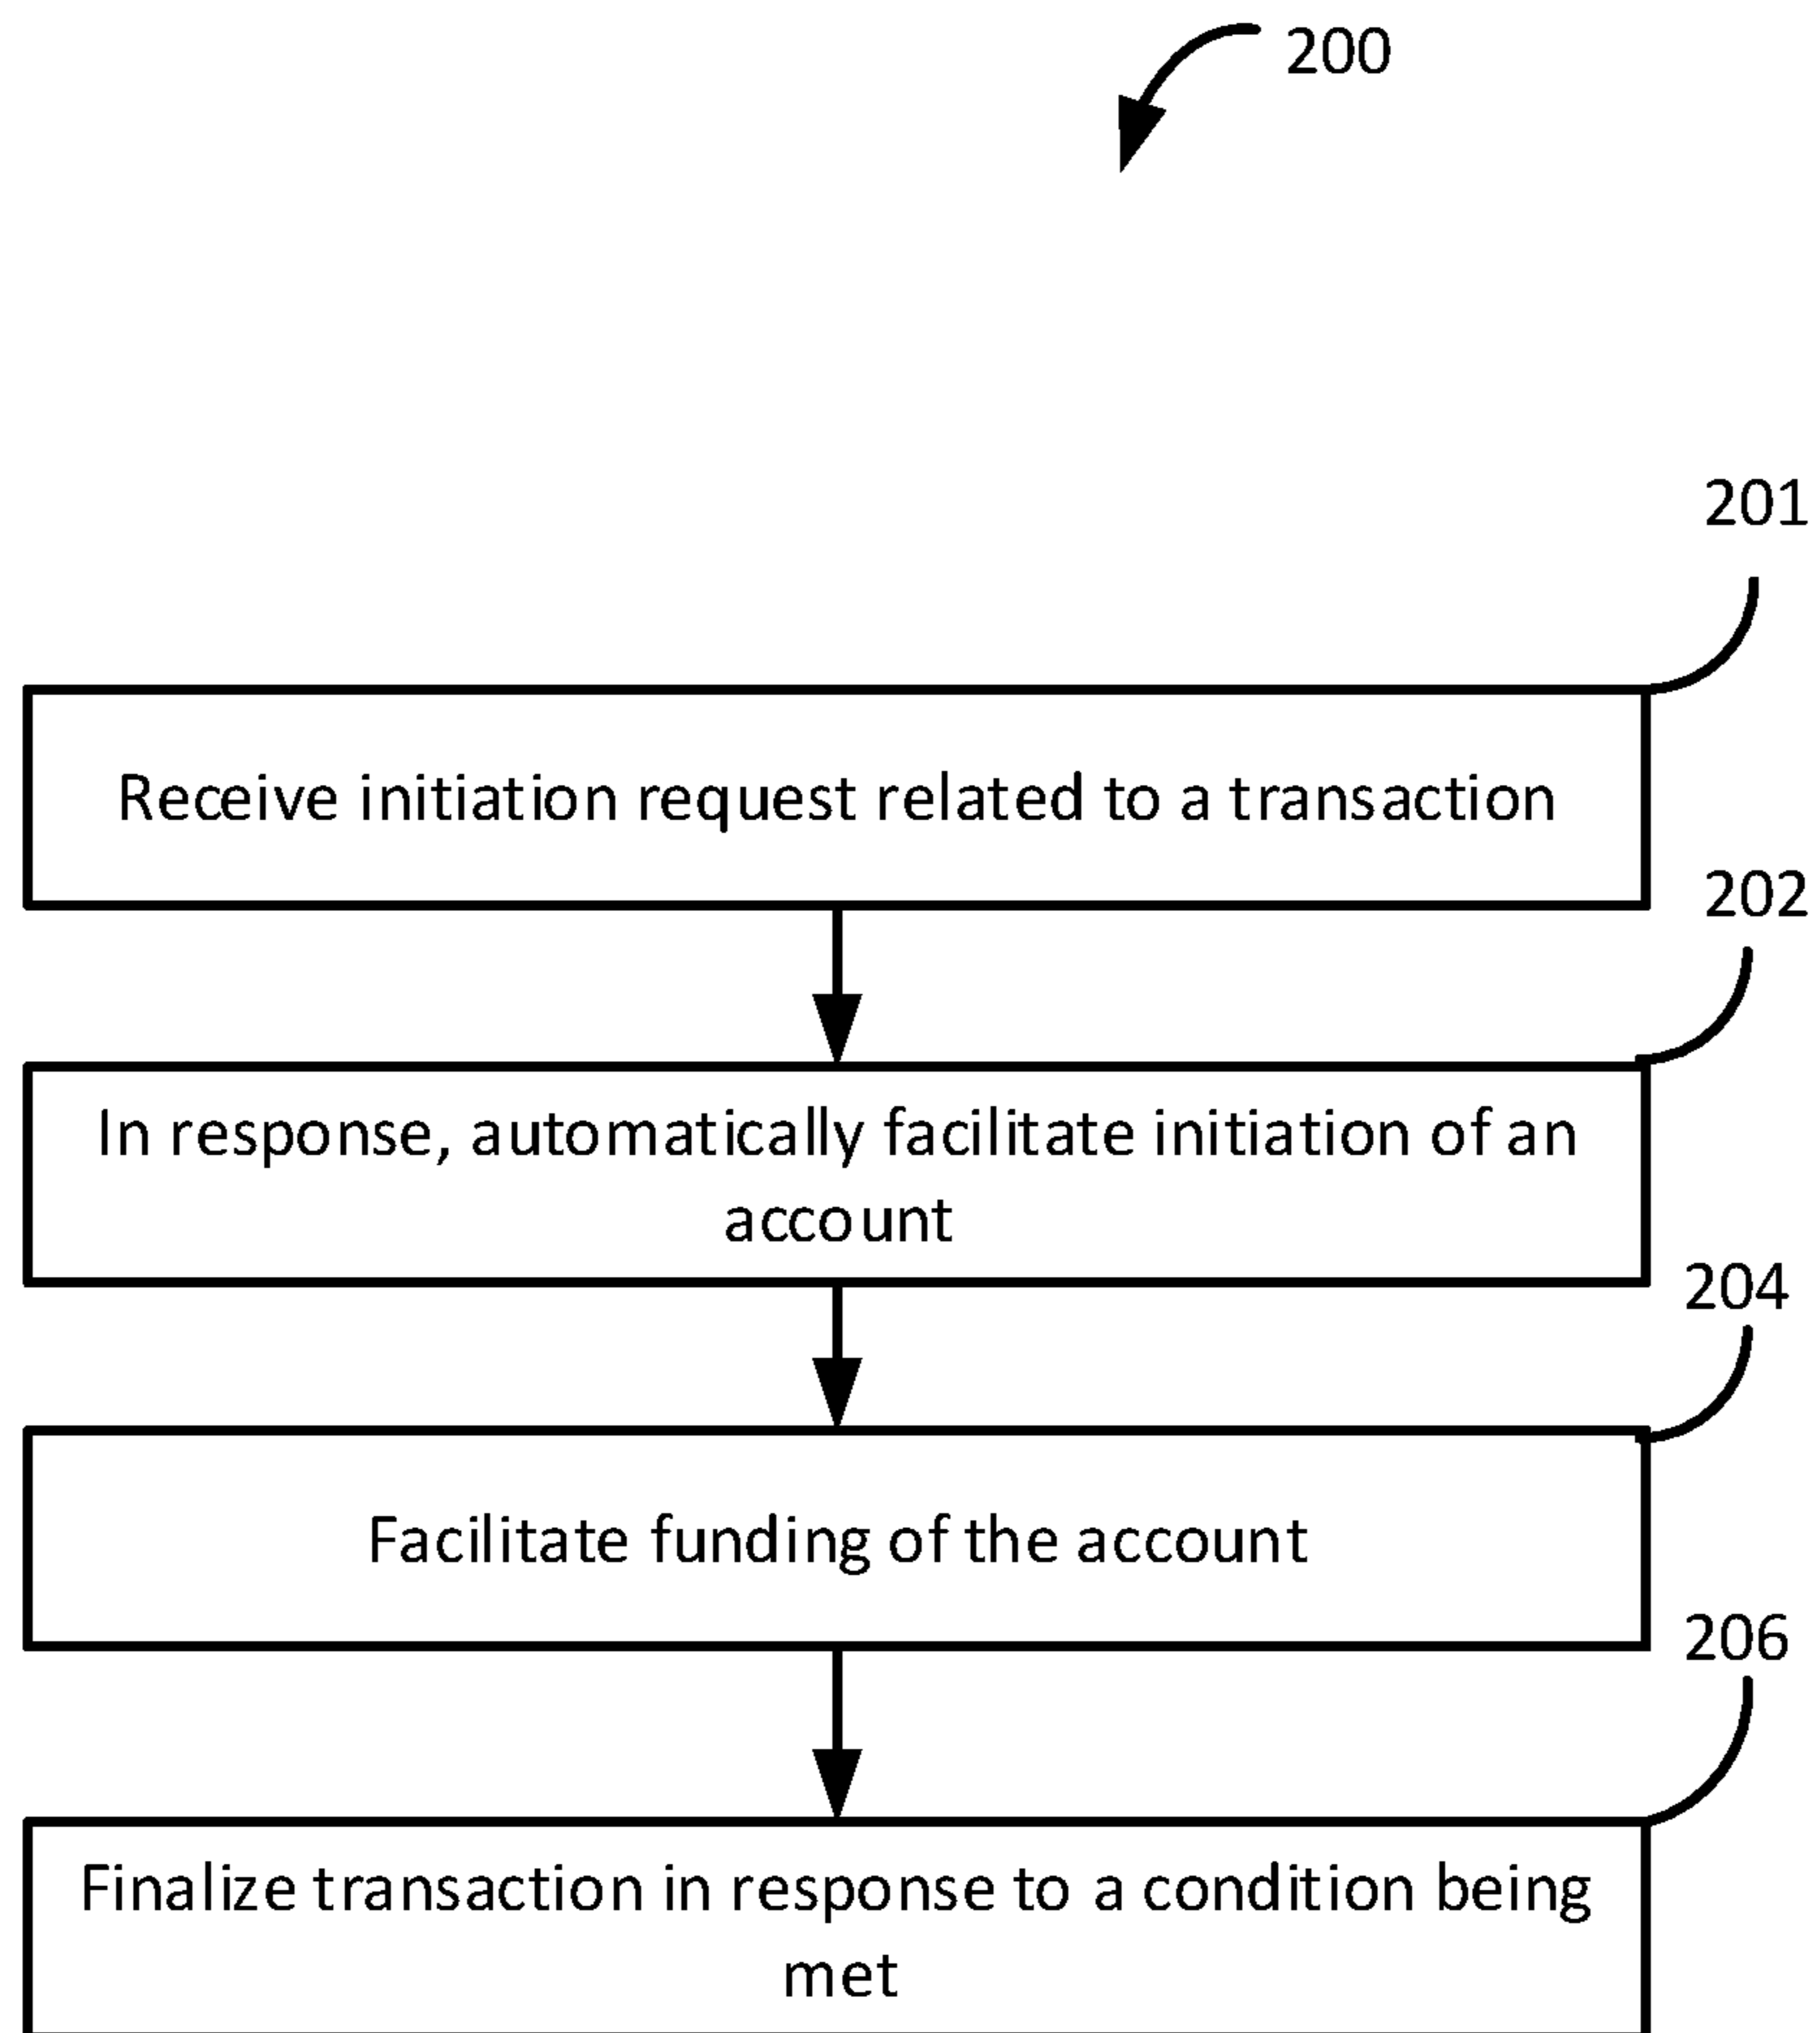 200
201
Receive initiation request related to a transaction
202
In response, automatically facilitate initiation of an
account
204
Facilitate funding of the account
206
Finalize transaction in response to a condition being
met